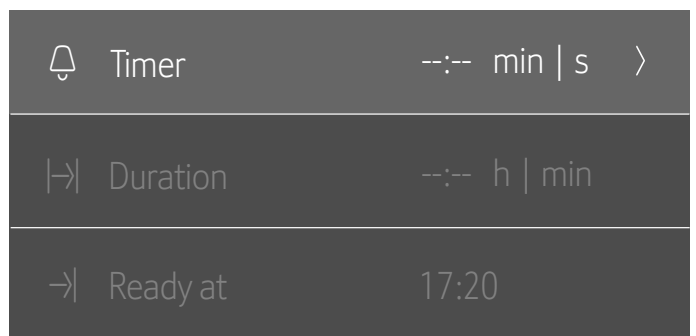 Timer --:-- min | s
Duration --:-- h | min
Ready at 17:20